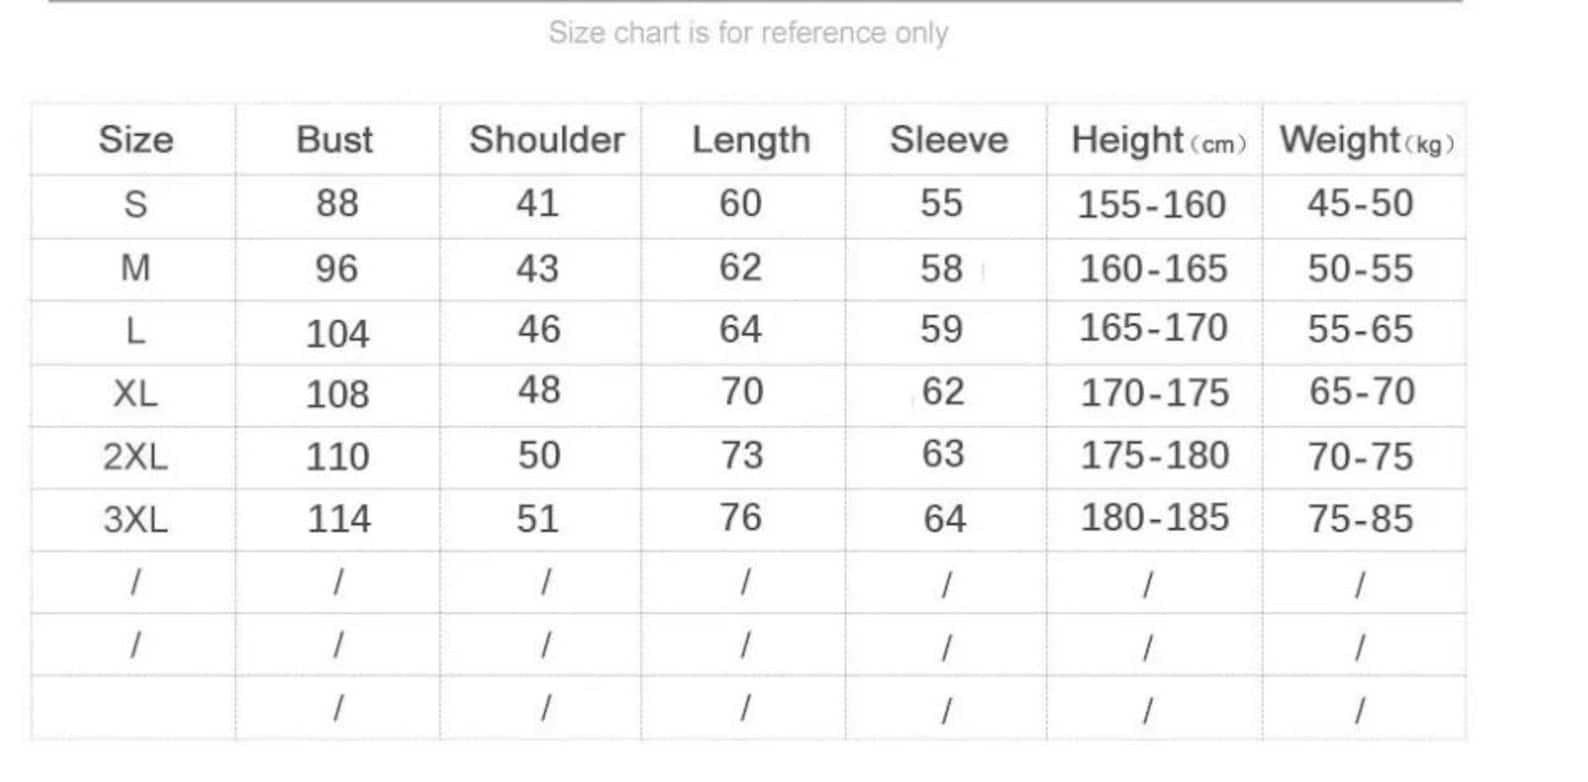 Size chart is for reference only
Size Bust Shoulder Length Sleeve Height（cm） Weight（kg）
S 88 41 60 55 155-160 45-50
M 96 43 62 58 160-165 50-55
L 104 46 64 59 165-170 55-65
XL 108 48 70 62 170-175 65-70
2XL 110 50 73 63 175-180 70-75
3XL 114 51 76 64 180-185 75-85
/ / / / / / /
/ / / / / / /
/ / / / / /